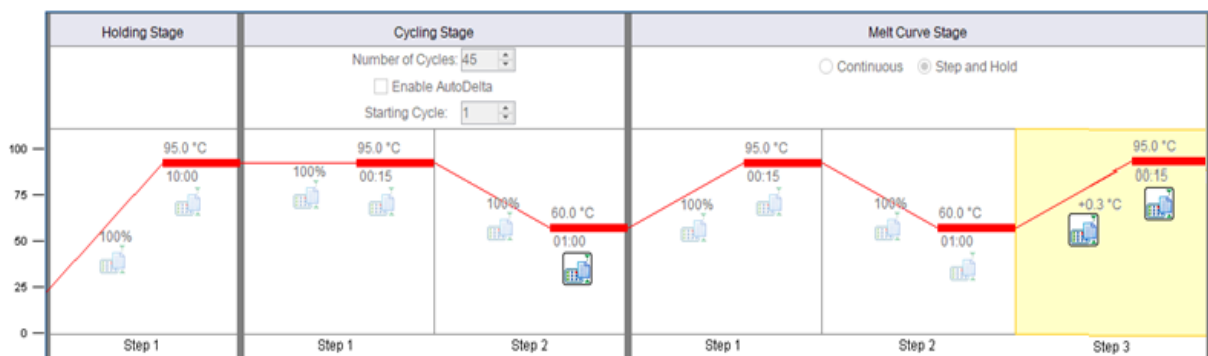 Holding Stage
Cycling Stage
Melt Curve Stage
Number of Cycles: 45
Enable AutoDelta
Starting Cycle: 1
Continuous Step and Hold
100
75
50
25
0
95.0 °C
10:00
100%
95.0 °C
100%
00:15
60.0 °C
100%
01:00
95.0 °C
100%
00:15
60.0 °C
100%
01:00
95.0 °C
00:15
+0.3 °C
Step 1
Step 1
Step 2
Step 1
Step 2
Step 3